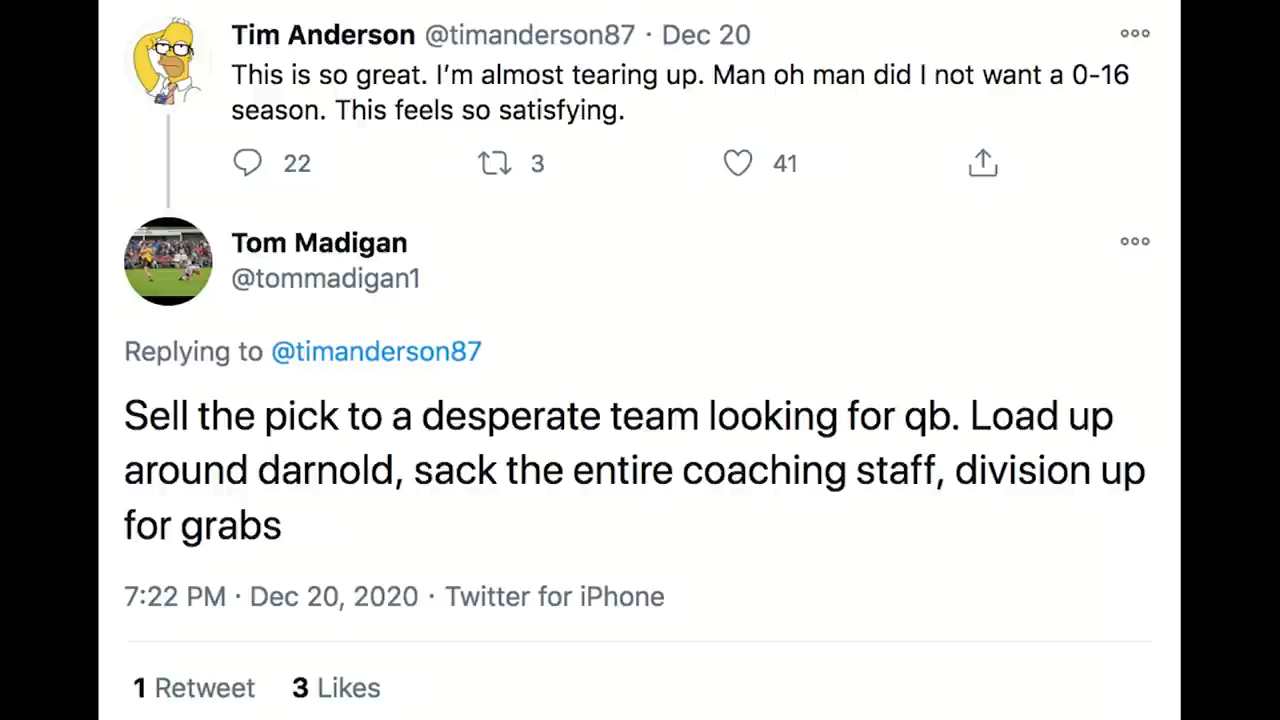 Tim Anderson @timanderson87 · Dec 20
This is so great. I'm almost tearing up. Man oh man did I not want a 0-16
season. This feels so satisfying.
22 3 41
Tom Madigan
@tommadigan1
Replying to @timanderson87
Sell the pick to a desperate team looking for qb. Load up
around darnold, sack the entire coaching staff, division up
for grabs
7:22 PM · Dec 20, 2020 · Twitter for iPhone
1 Retweet 3 Likes